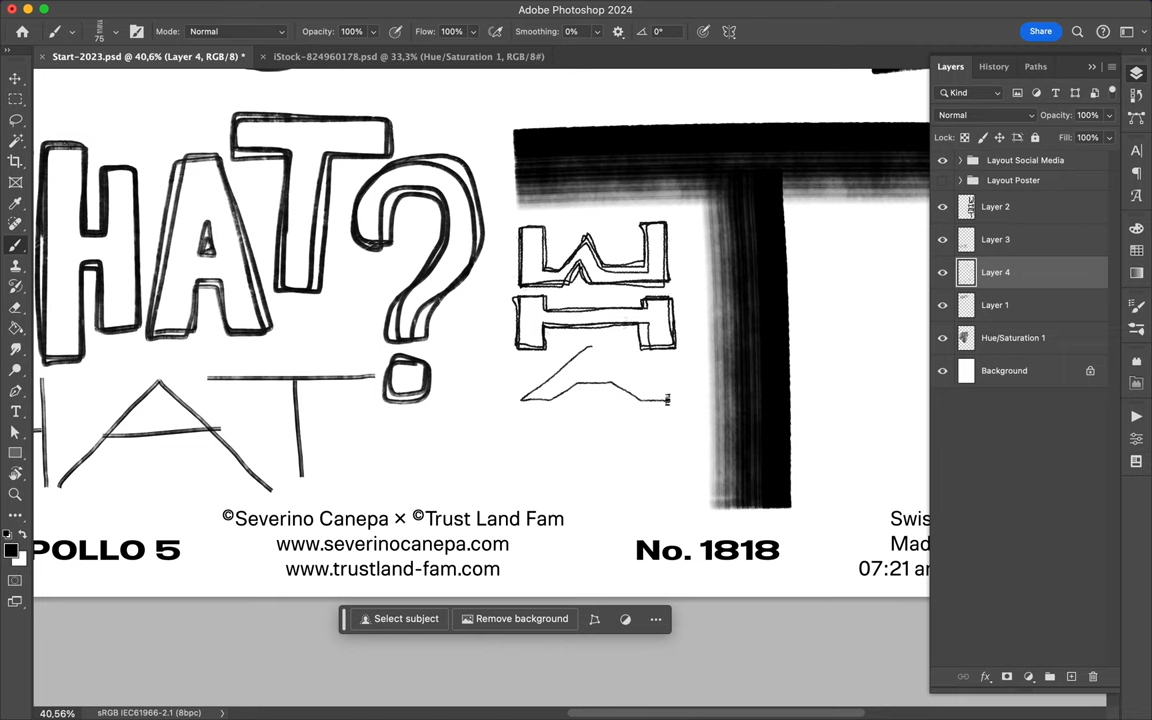 Adobe Photoshop 2024
75
Mode: Normal
Opacity: 100%
Flow: 100%
Smoothing: 0%
0°
Share
Start-2023.psd @ 40,6% (Layer 4, RGB/8) *
iStock-824960178.psd @ 33,3% (Hue/Saturation 1, RGB/8#)
Layers
History
Paths
Kind
Normal
Opacity: 100%
Lock:
Fill: 100%
Layout Social Media
Layout Poster
Layer 2
Layer 3
Layer 4
Layer 1
Hue/Saturation 1
Background
HAT?
AT
T
©Severino Canepa × ©Trust Land Fam
www.severinocanepa.com
www.trustland-fam.com
POLLO 5
No. 1818
Swis
Mad
07:21 ar
Select subject
Remove background
40,56%
sRGB IEC61966-2.1 (8bpc)